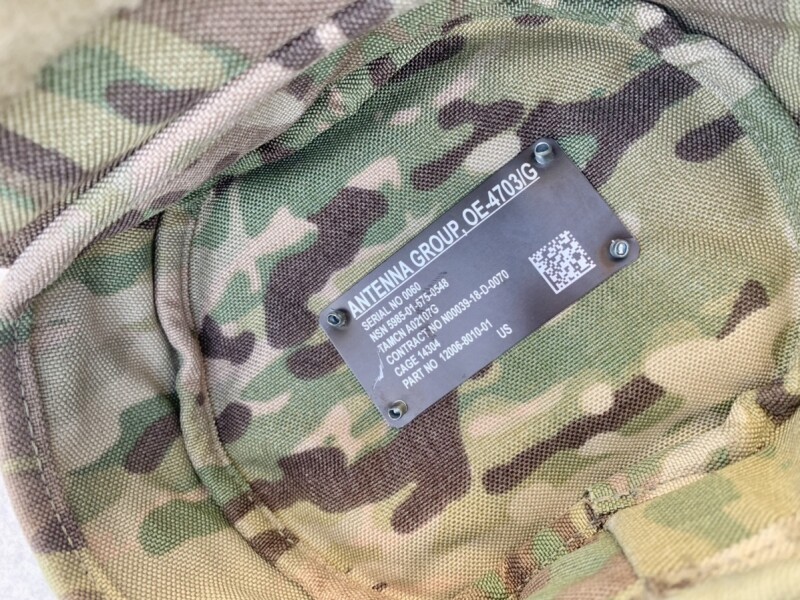 ANTENNA GROUP, OE-4703/G
SERIAL NO 0060
NSN 5985-01-575-0548
TAMCN A02107G
CONTRACT NO N00039-18-D-0070
CAGE 14304
PART NO 12006-8010-01 US